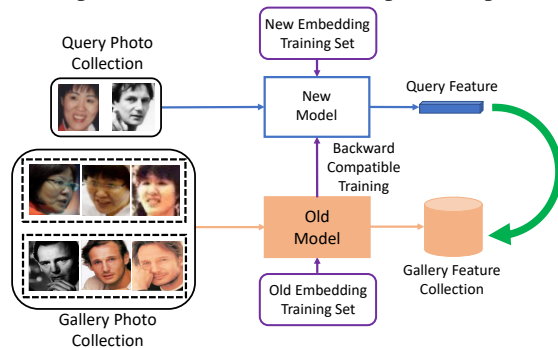 Query Photo
Collection
New Embedding
Training Set
New
Model
Query Feature
Backward
Compatible
Training
Old
Model
Gallery Feature
Collection
Old Embedding
Training Set
Gallery Photo
Collection